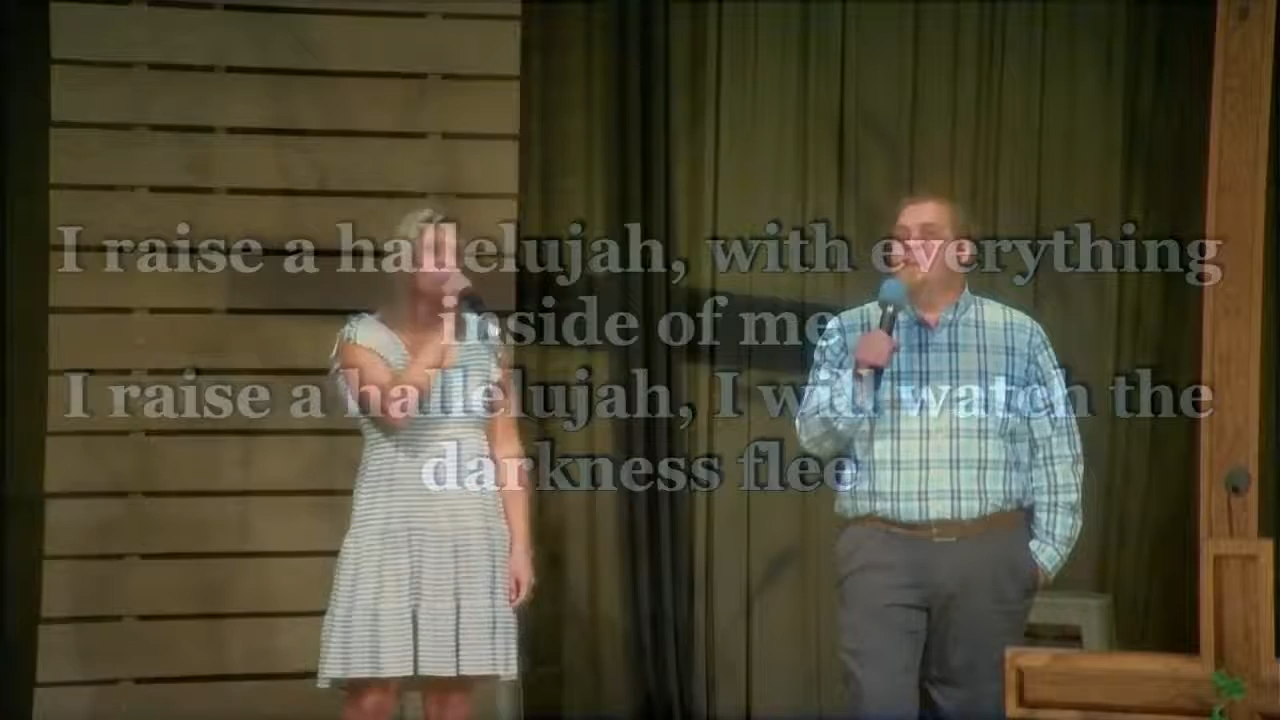 I raise a hallelujah, with everything
inside of me
I raise a hallelujah, I will watch the
darkness flee